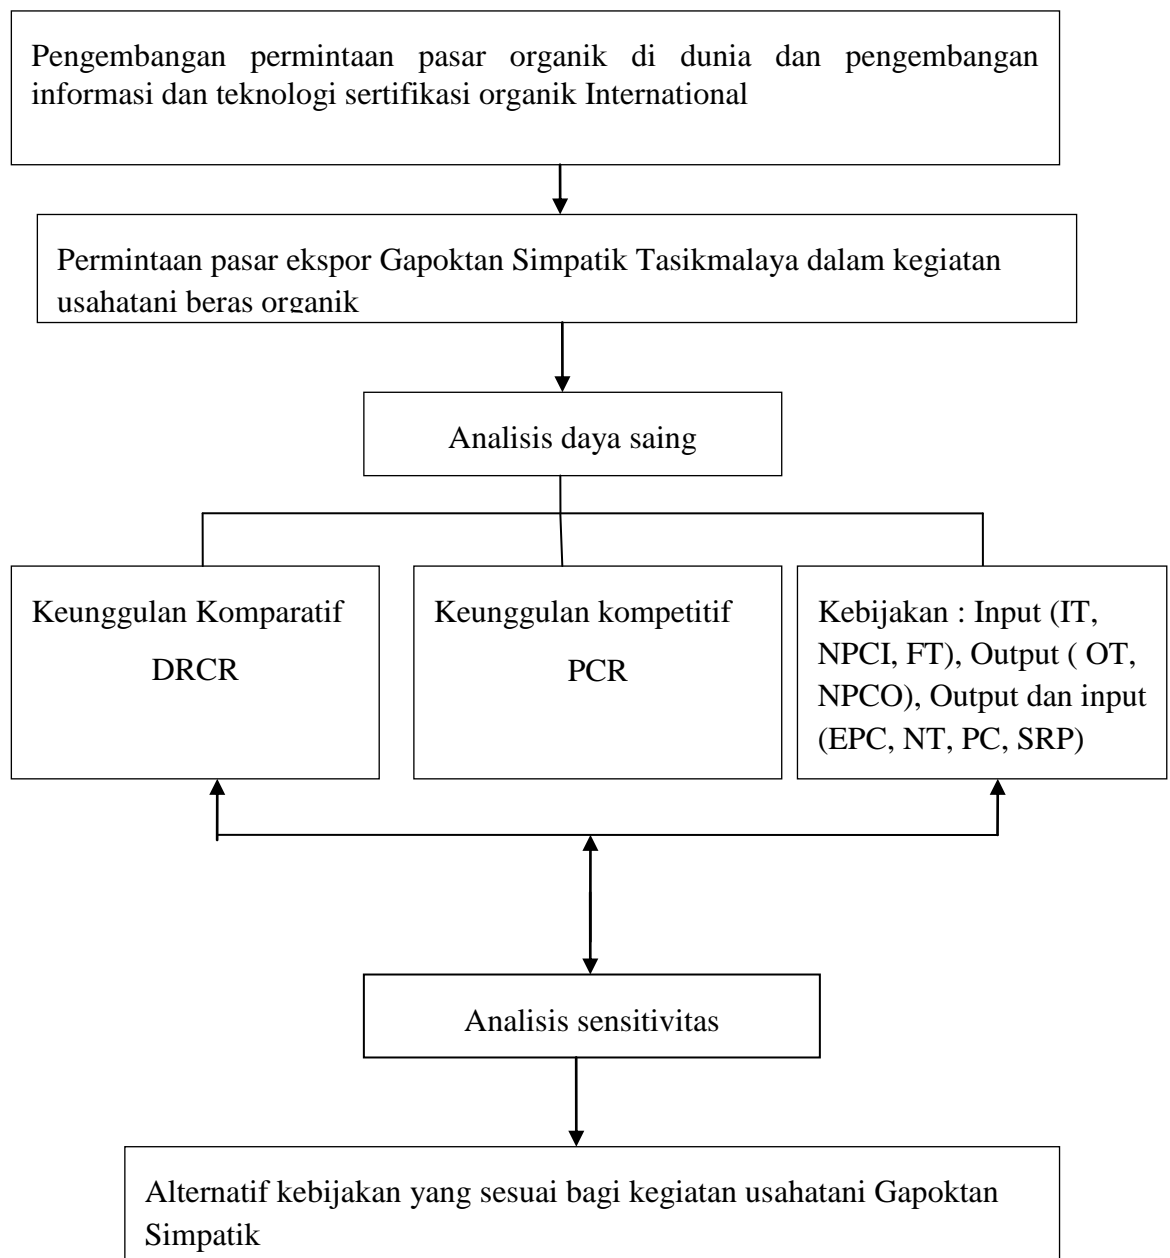 Pengembangan permintaan pasar organik di dunia dan pengembangan
informasi dan teknologi sertifikasi organik International
Permintaan pasar ekspor Gapoktan Simpatik Tasikmalaya dalam kegiatan
usahatani beras organik
Analisis daya saing
Keunggulan Komparatif
DRCR
Keunggulan kompetitif
PCR
Kebijakan : Input (IT,
NPCI, FT), Output ( OT,
NPCO), Output dan input
(EPC, NT, PC, SRP)
Analisis sensitivitas
Alternatif kebijakan yang sesuai bagi kegiatan usahatani Gapoktan
Simpatik